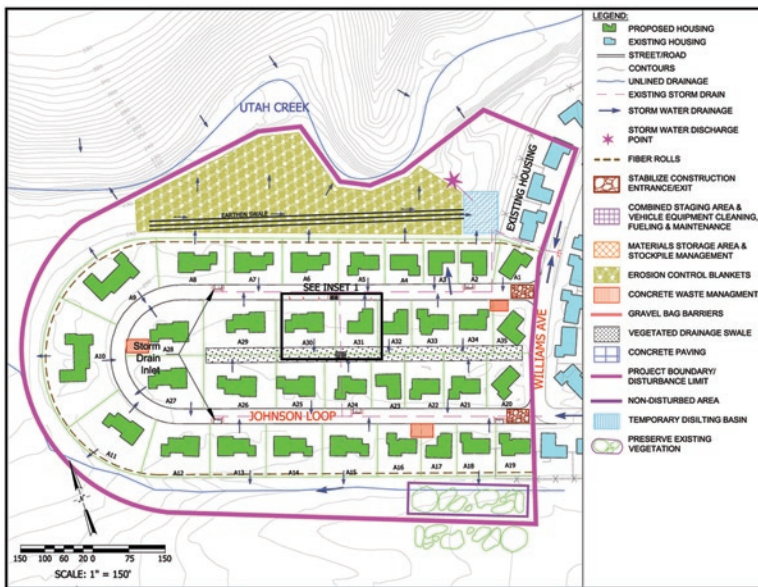 LEGEND:
PROPOSED HOUSING
EXISTING HOUSING
STREET/ROAD
CONTOURS
UNLINED DRAINAGE
EXISTING STORM DRAIN
STORM WATER DRAINAGE
STORM WATER DISCHARGE
POINT
FIBER ROLLS
STABILIZE CONSTRUCTION
ENTRANCE/EXIT
COMBINED STAGING AREA &
VEHICLE EQUIPMENT CLEANING,
FUELING & MAINTENANCE
MATERIALS STORAGE AREA &
STOCKPILE MANAGEMENT
EROSION CONTROL BLANKETS
CONCRETE WASTE MANAGMENT
GRAVEL BAG BARRIERS
VEGETATED DRAINAGE SWALE
CONCRETE PAVING
PROJECT BOUNDARY/
DISTURBANCE LIMIT
NON-DISTURBED AREA
TEMPORARY DISILTING BASIN
PRESERVE EXISTING
VEGETATION
UTAH CREEK
EXISTING HOUSING
EARTHEN SWALE
A8 A7 A6 A5 A4 A3 A2 A1
SEE INSET 1
A9
A10
A28
Storm
Drain
Inlet
A29 A30 A31 A32 A33 A34 A35
WILLIAMS AVE
A27 A26 A25 A24 A23 A22 A21 A20
JOHNSON LOOP
A11
A12 A13 A14 A15 A16 A17 A18 A19
150 100 60 20 0 75 150
SCALE: 1" = 150'